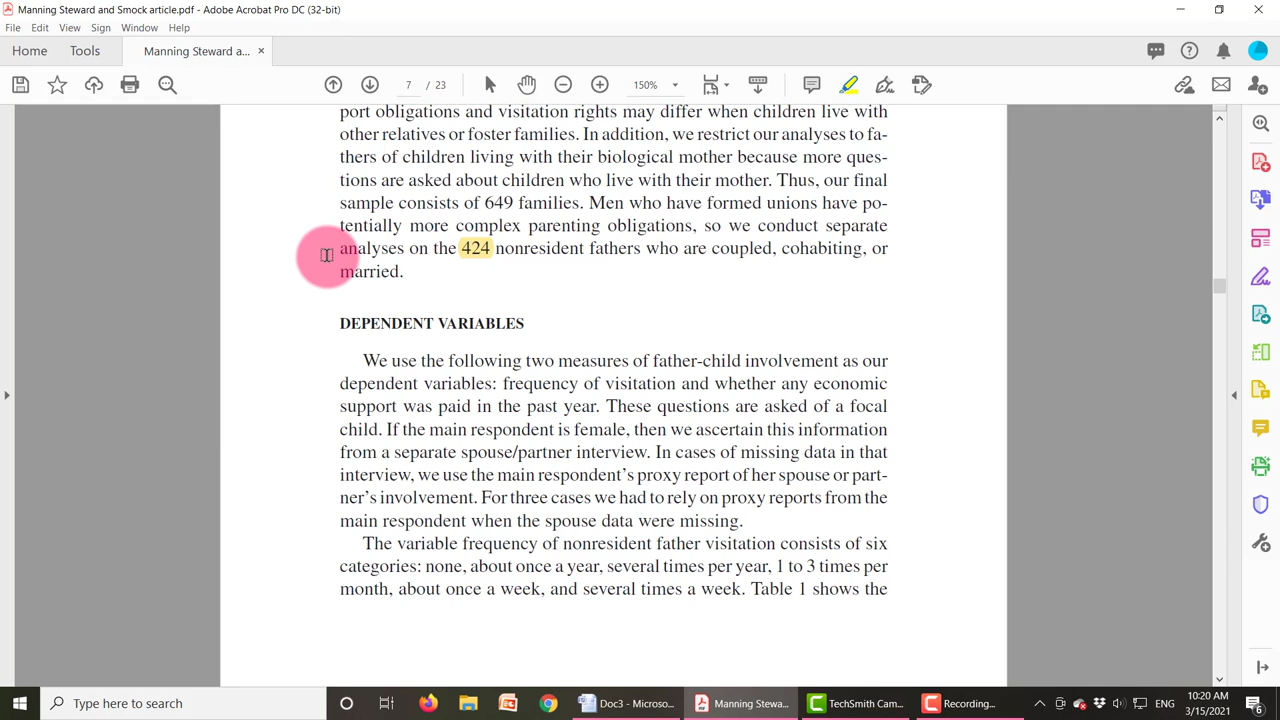 Manning Steward and Smock article.pdf - Adobe Acrobat Pro DC (32-bit)
File Edit View Sign Window Help
Home Tools Manning Steward a... ×
7 / 23 150%
port obligations and visitation rights may differ when children live with
other relatives or foster families. In addition, we restrict our analyses to fa-
thers of children living with their biological mother because more ques-
tions are asked about children who live with their mother. Thus, our final
sample consists of 649 families. Men who have formed unions have po-
tentially more complex parenting obligations, so we conduct separate
analyses on the 424 nonresident fathers who are coupled, cohabiting, or
married.
DEPENDENT VARIABLES
We use the following two measures of father-child involvement as our
dependent variables: frequency of visitation and whether any economic
support was paid in the past year. These questions are asked of a focal
child. If the main respondent is female, then we ascertain this information
from a separate spouse/partner interview. In cases of missing data in that
interview, we use the main respondent's proxy report of her spouse or part-
ner's involvement. For three cases we had to rely on proxy reports from the
main respondent when the spouse data were missing.
The variable frequency of nonresident father visitation consists of six
categories: none, about once a year, several times per year, 1 to 3 times per
month, about once a week, and several times a week. Table 1 shows the
Type here to search Doc3 - Microso... Manning Stewa... TechSmith Cam... Recording... ENG 10:20 AM
3/15/2021 6